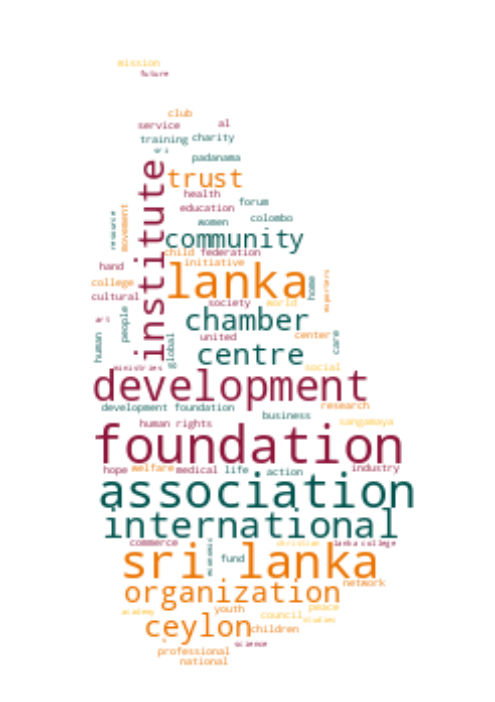 mission
future
club
service al
training charity
sri
padanama
institute
trust
health
education forum
resource movement
women colombo
community
child federation
initiative
hand
lanka
home exporters
college
cultural society world
art people
chamber
human global united center care
centre
ministries social
development
development foundation research
business
human rights sangamaya
foundation
hope welfare medical life action industry
association
international
commerce christian lanka college
economic
sri lanka
fund
network
organization
academy youth peace
council studies
ceylon children
science
professional
national